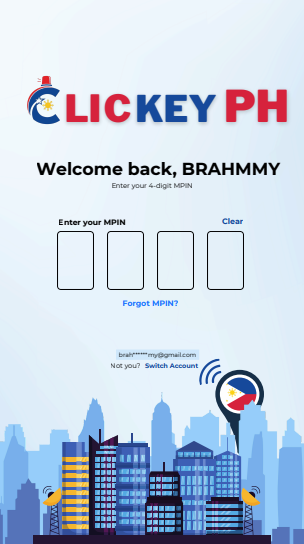 CLICKEY PH
Welcome back, BRAHMMY
Enter your 4-digit MPIN
Enter your MPIN Clear
Forgot MPIN?
brah******my@gmail.com
Not you? Switch Account